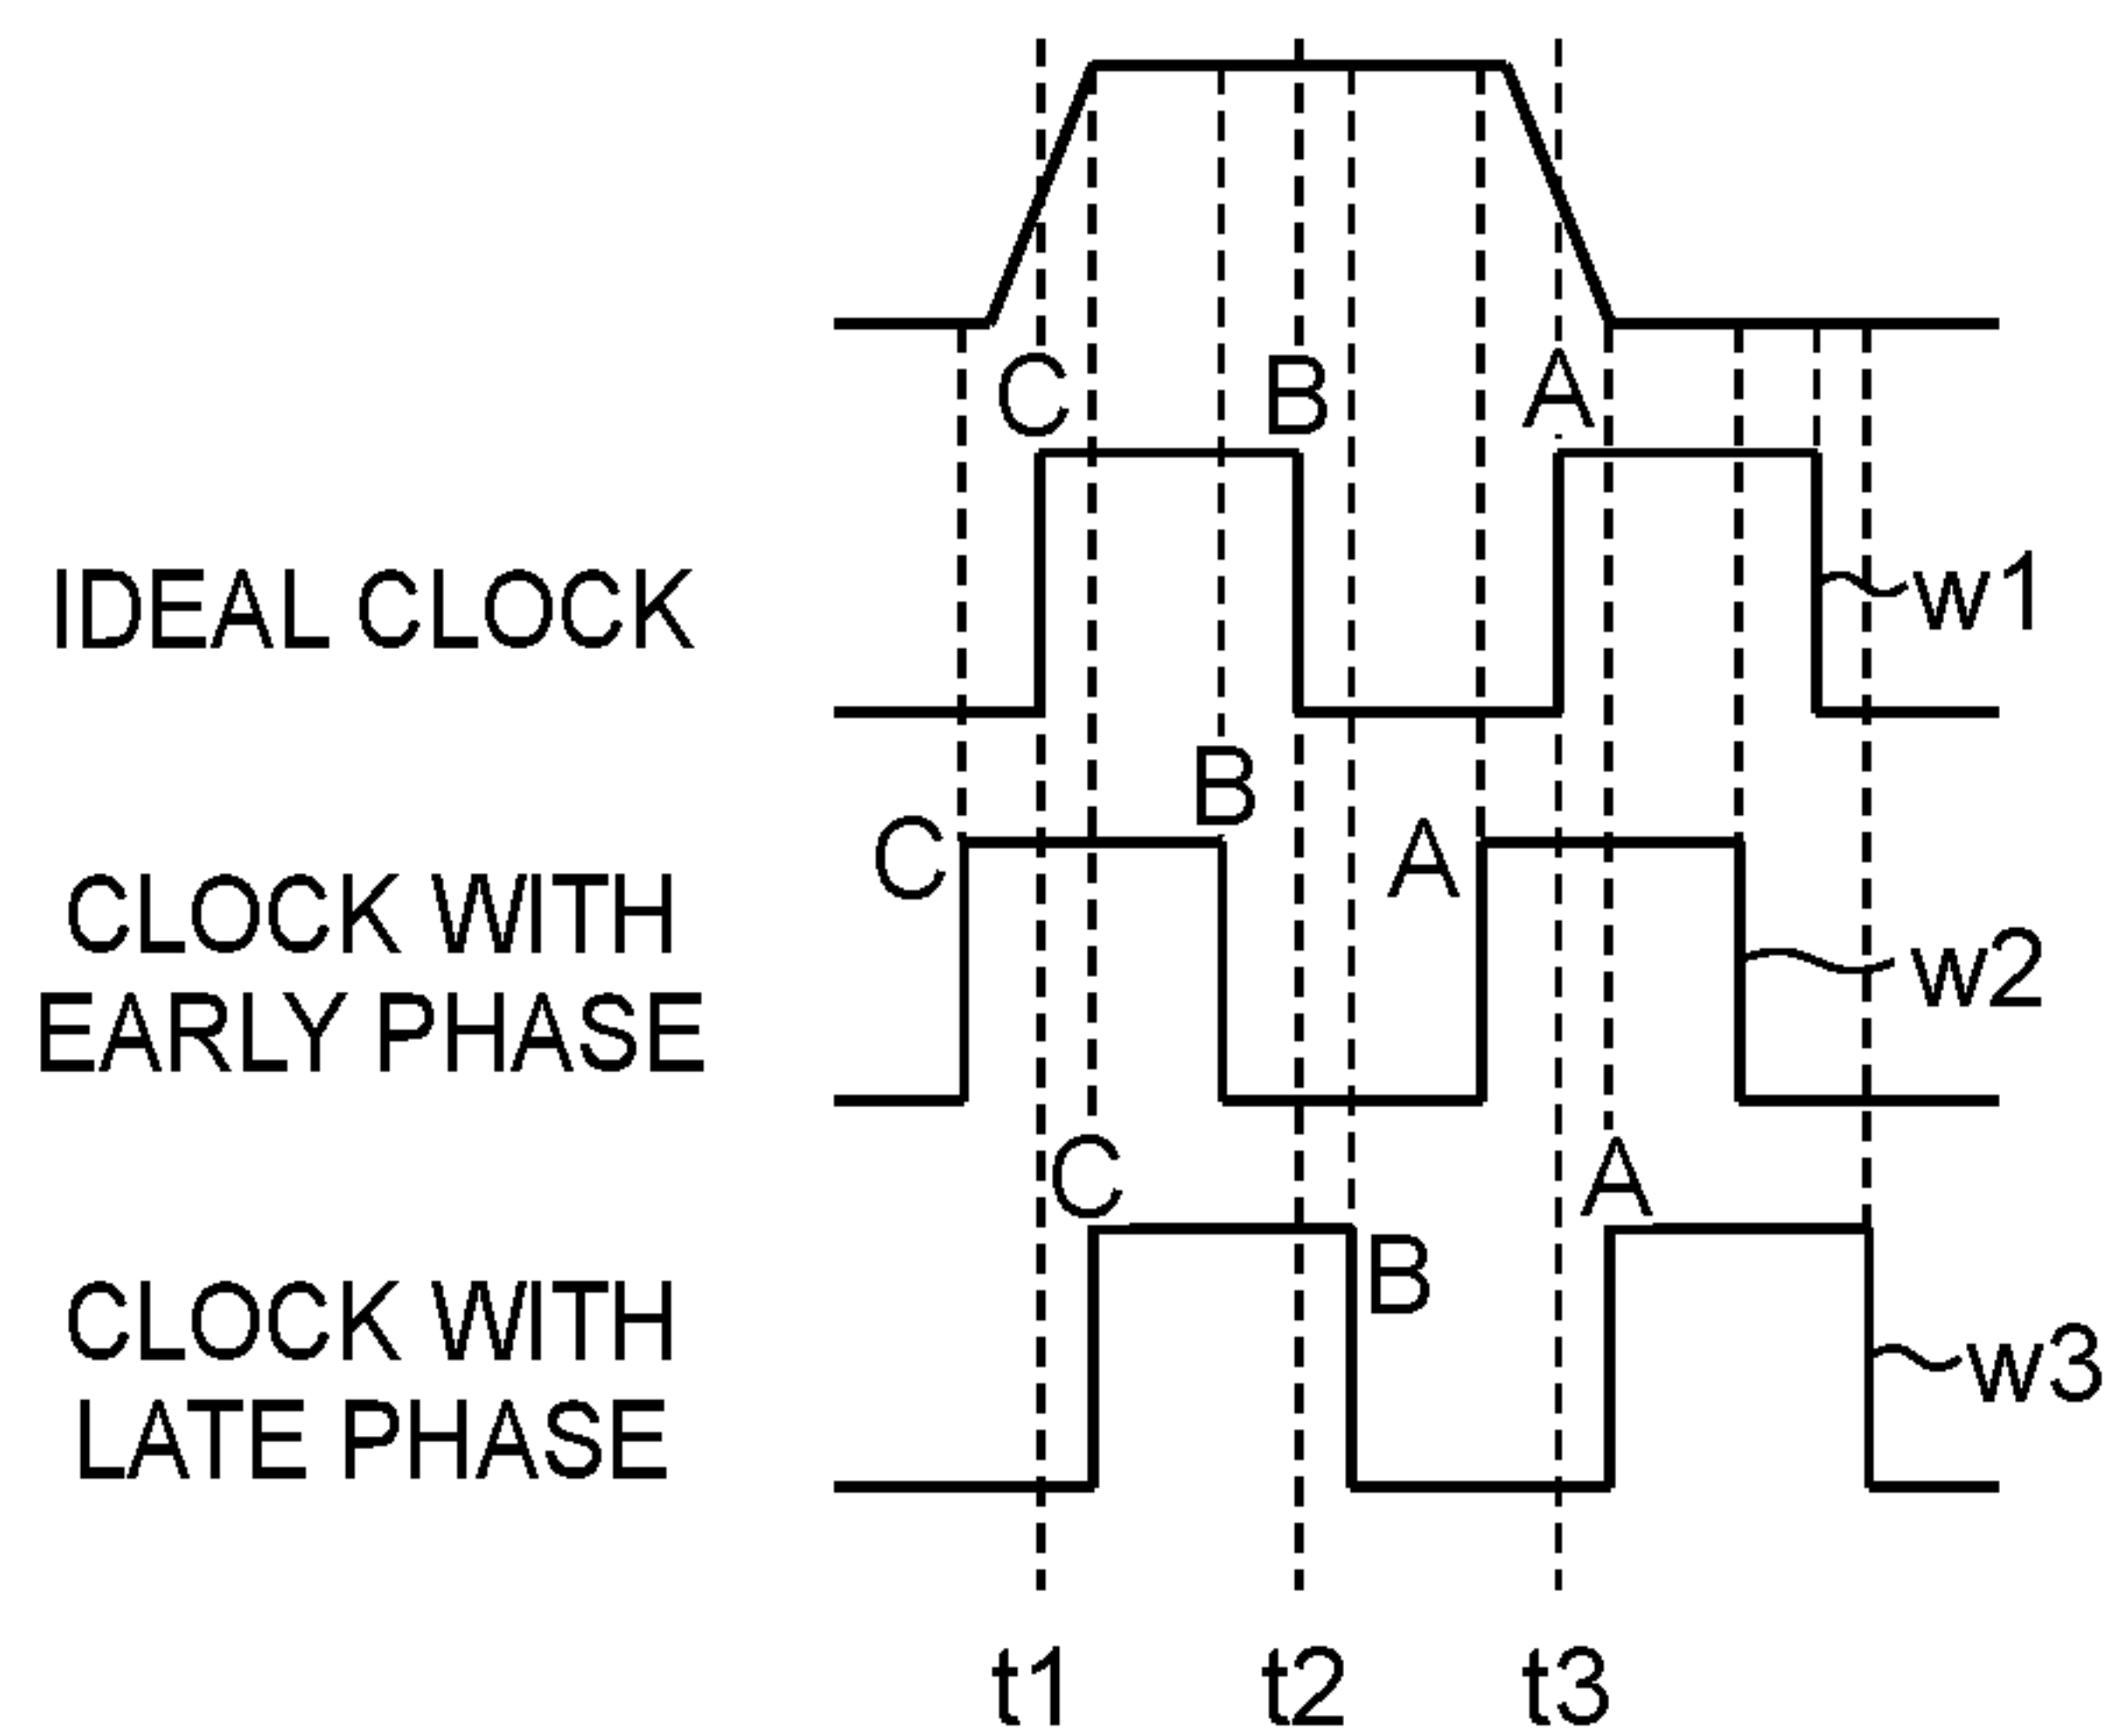 C B A
IDEAL CLOCK
w1
B
C A
CLOCK WITH
EARLY PHASE
w2
C A
B
CLOCK WITH
LATE PHASE
w3
t1 t2 t3